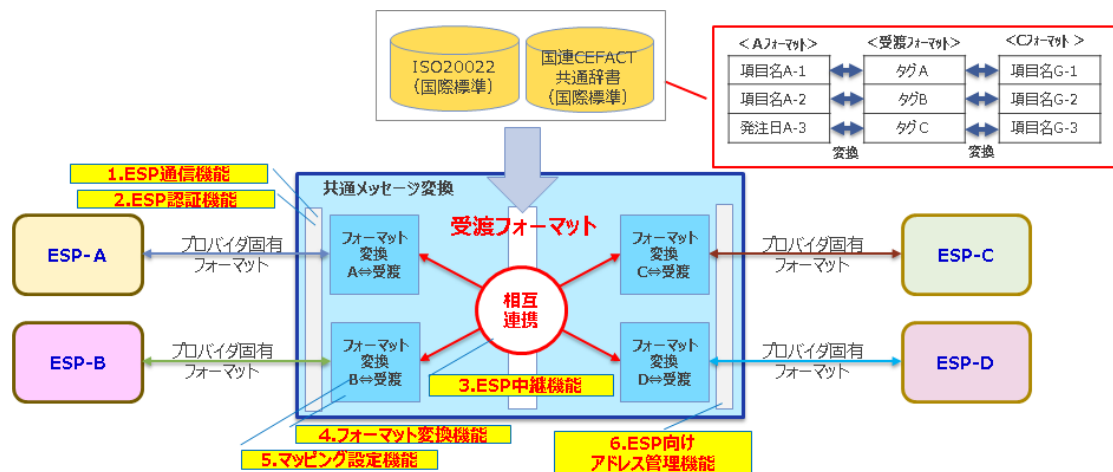 ISO20022
(国際標準)
国連CEFACT
共通辞書
(国際標準)
<Aフォーマット>
<受渡フォーマット>
<Cフォーマット>
項目名A-1
タグA
項目名G-1
項目名A-2
タグB
項目名G-2
発注日A-3
タグC
項目名G-3
変換
変換
1.ESP通信機能
2.ESP認証機能
共通メッセージ変換
受渡フォーマット
ESP-A
プロバイダ固有
フォーマット
フォーマット
変換
A⇔受渡
フォーマット
変換
C⇔受渡
プロバイダ固有
フォーマット
ESP-C
相互
連携
ESP-B
プロバイダ固有
フォーマット
フォーマット
変換
B⇔受渡
フォーマット
変換
D⇔受渡
プロバイダ固有
フォーマット
ESP-D
3.ESP中継機能
4.フォーマット変換機能
5.マッピング設定機能
6.ESP向け
アドレス管理機能